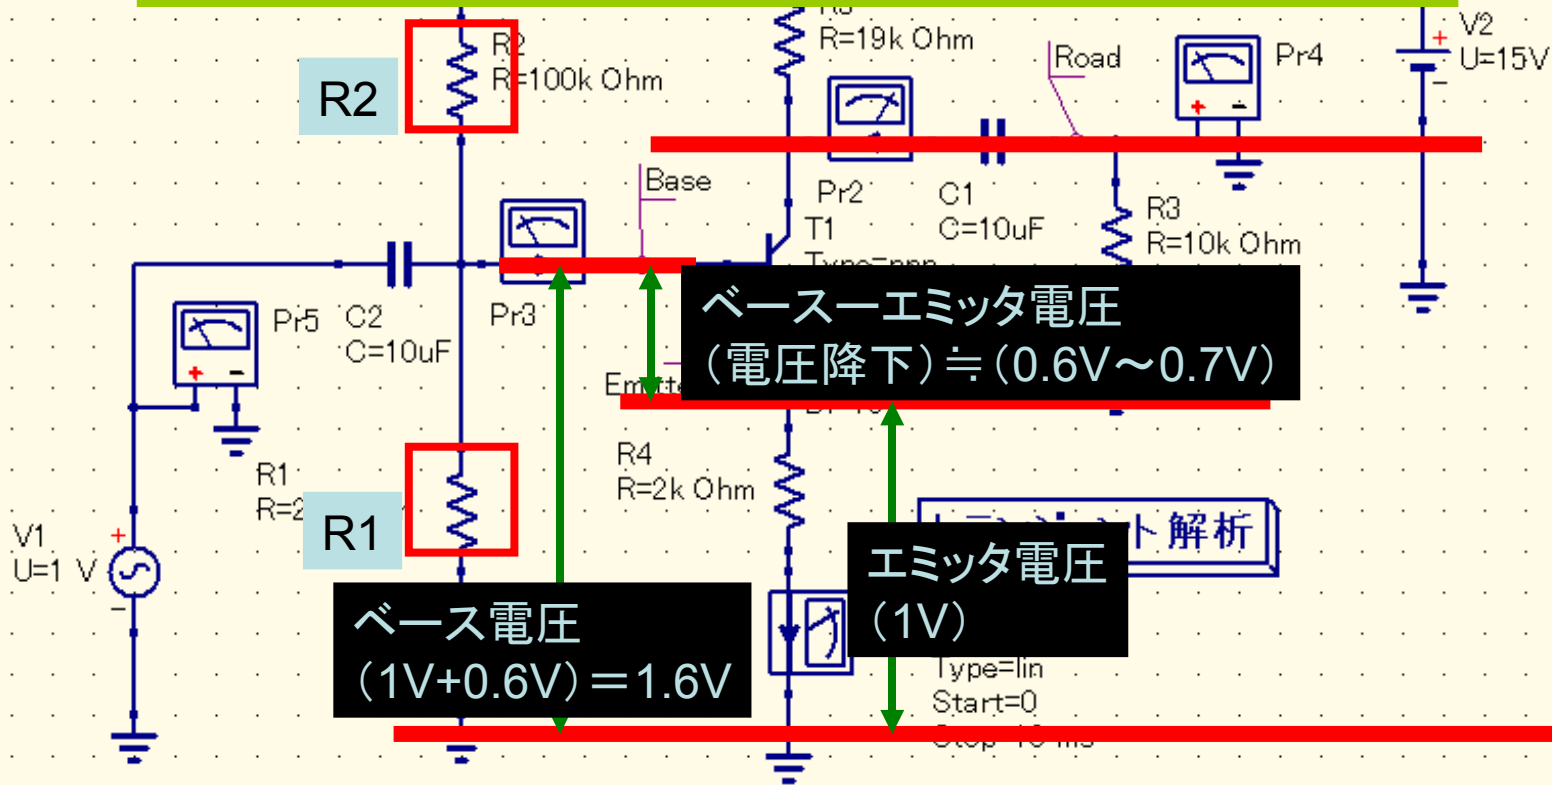 R2
R=100k Ohm
R2
R=19k Ohm
Road
Pr4
V2
+
U=15V
-
Base
Pr2
C1
C=10uF
T1
R3
R=10k Ohm
Pr5
C2
C=10uF
Pr3
+ -
+ -
ベースーエミッタ電圧
(電圧降下)≒(0.6V～0.7V)
R4
R=2k Ohm
R1
R1
V1
U=1 V
+
-
解析
エミッタ電圧
(1V)
ベース電圧
(1V+0.6V)＝1.6V
Type=lin
Start=0